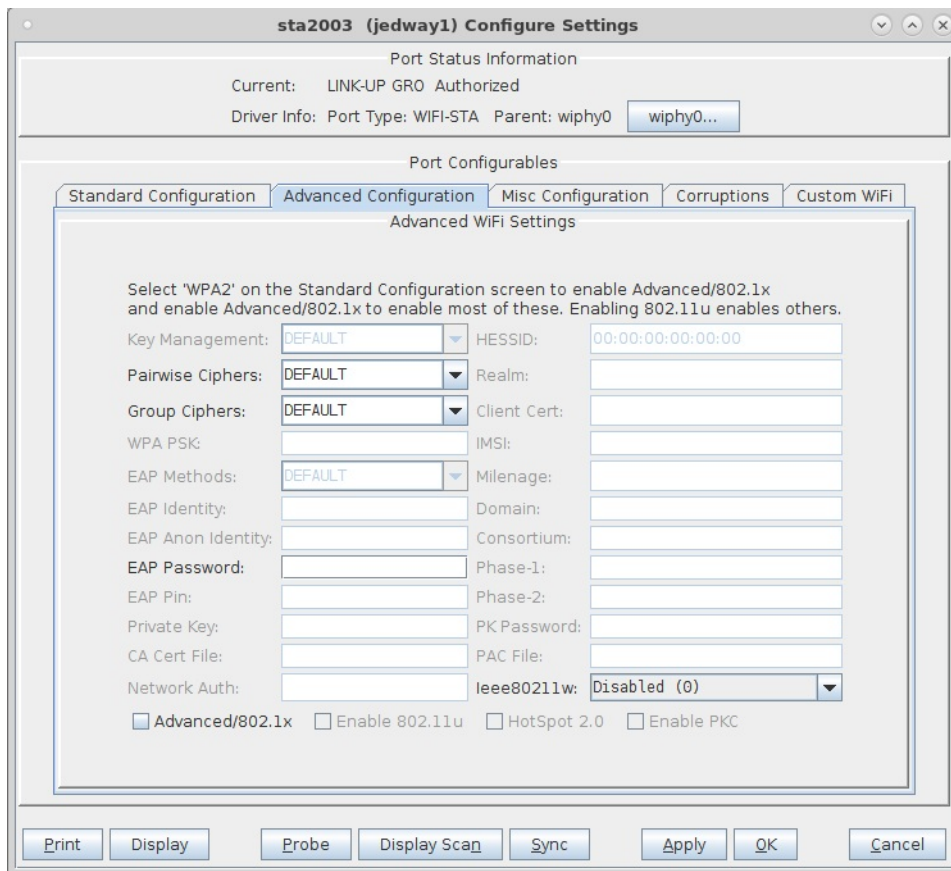 sta2003 (jedway1) Configure Settings
Port Status Information
Current: LINK-UP GRO Authorized
Driver Info: Port Type: WIFI-STA Parent: wiphy0 wiphy0...
Port Configurables
Standard Configuration Advanced Configuration Misc Configuration Corruptions Custom WiFi
Advanced WiFi Settings
Select 'WPA2' on the Standard Configuration screen to enable Advanced/802.1x
and enable Advanced/802.1x to enable most of these. Enabling 802.11u enables others.
Key Management: DEFAULT HESSID: 00:00:00:00:00:00
Pairwise Ciphers: DEFAULT Realm:
Group Ciphers: DEFAULT Client Cert:
WPA PSK: IMSI:
EAP Methods: DEFAULT Milenage:
EAP Identity: Domain:
EAP Anon Identity: Consortium:
EAP Password: Phase-1:
EAP Pin: Phase-2:
Private Key: PK Password:
CA Cert File: PAC File:
Network Auth: Ieee80211w: Disabled (0)
Advanced/802.1x Enable 802.11u HotSpot 2.0 Enable PKC
Print Display Probe Display Scan Sync Apply OK Cancel